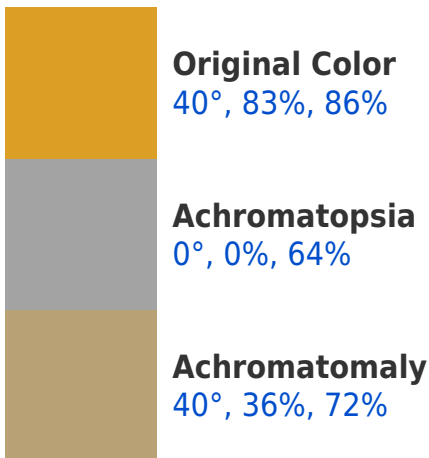 Original Color
40°, 83%, 86%
Achromatopsia
0°, 0%, 64%
Achromatomaly
40°, 36%, 72%